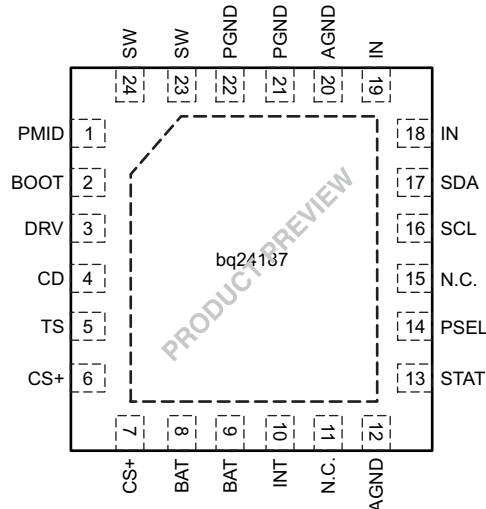 SW
SW
PGND
PGND
AGND
IN
24
23
22
21
20
19
PMID 1
BOOT 2
DRV 3
CD 4
TS 5
CS+ 6
18 IN
17 SDA
16 SCL
15 N.C.
14 PSEL
13 STAT
bq24187
PRODUCT PREVIEW
7
8
9
10
11
12
CS+
BAT
BAT
INT
N.C.
AGND